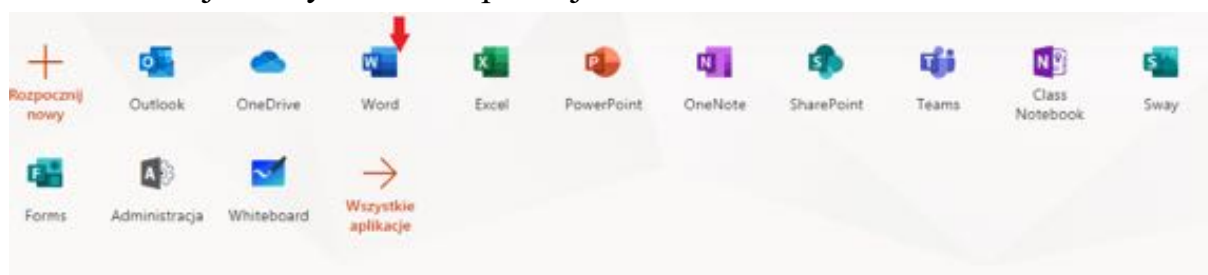 Outlook OneDrive Word Excel PowerPoint OneNote SharePoint Teams Class Notebook Sway
Rozpocznij
nowy
Forms Administracja Whiteboard Wszystkie
aplikacje